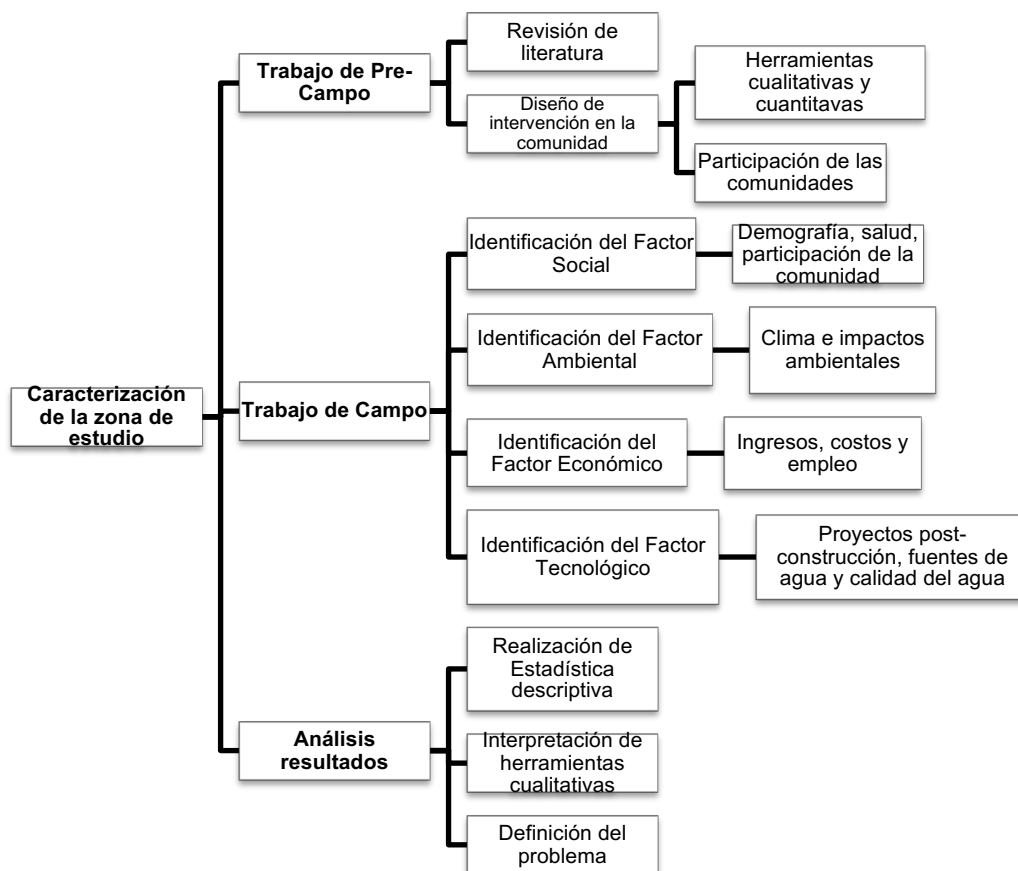 Caracterización
de la zona de
estudio
Trabajo de Pre-
Campo
Revisión de
literatura
Diseño de
intervención en la
comunidad
Herramientas
cualitativas y
cuantitavas
Participación de las
comunidades
Trabajo de Campo
Identificación del Factor
Social
Demografía, salud,
participación de la
comunidad
Identificación del Factor
Ambiental
Clima e impactos
ambientales
Identificación del
Factor Económico
Ingresos, costos y
empleo
Identificación del Factor
Tecnológico
Proyectos post-
construcción, fuentes de
agua y calidad del agua
Análisis
resultados
Realización de
Estadística
descriptiva
Interpretación de
herramientas
cualitativas
Definición del
problema